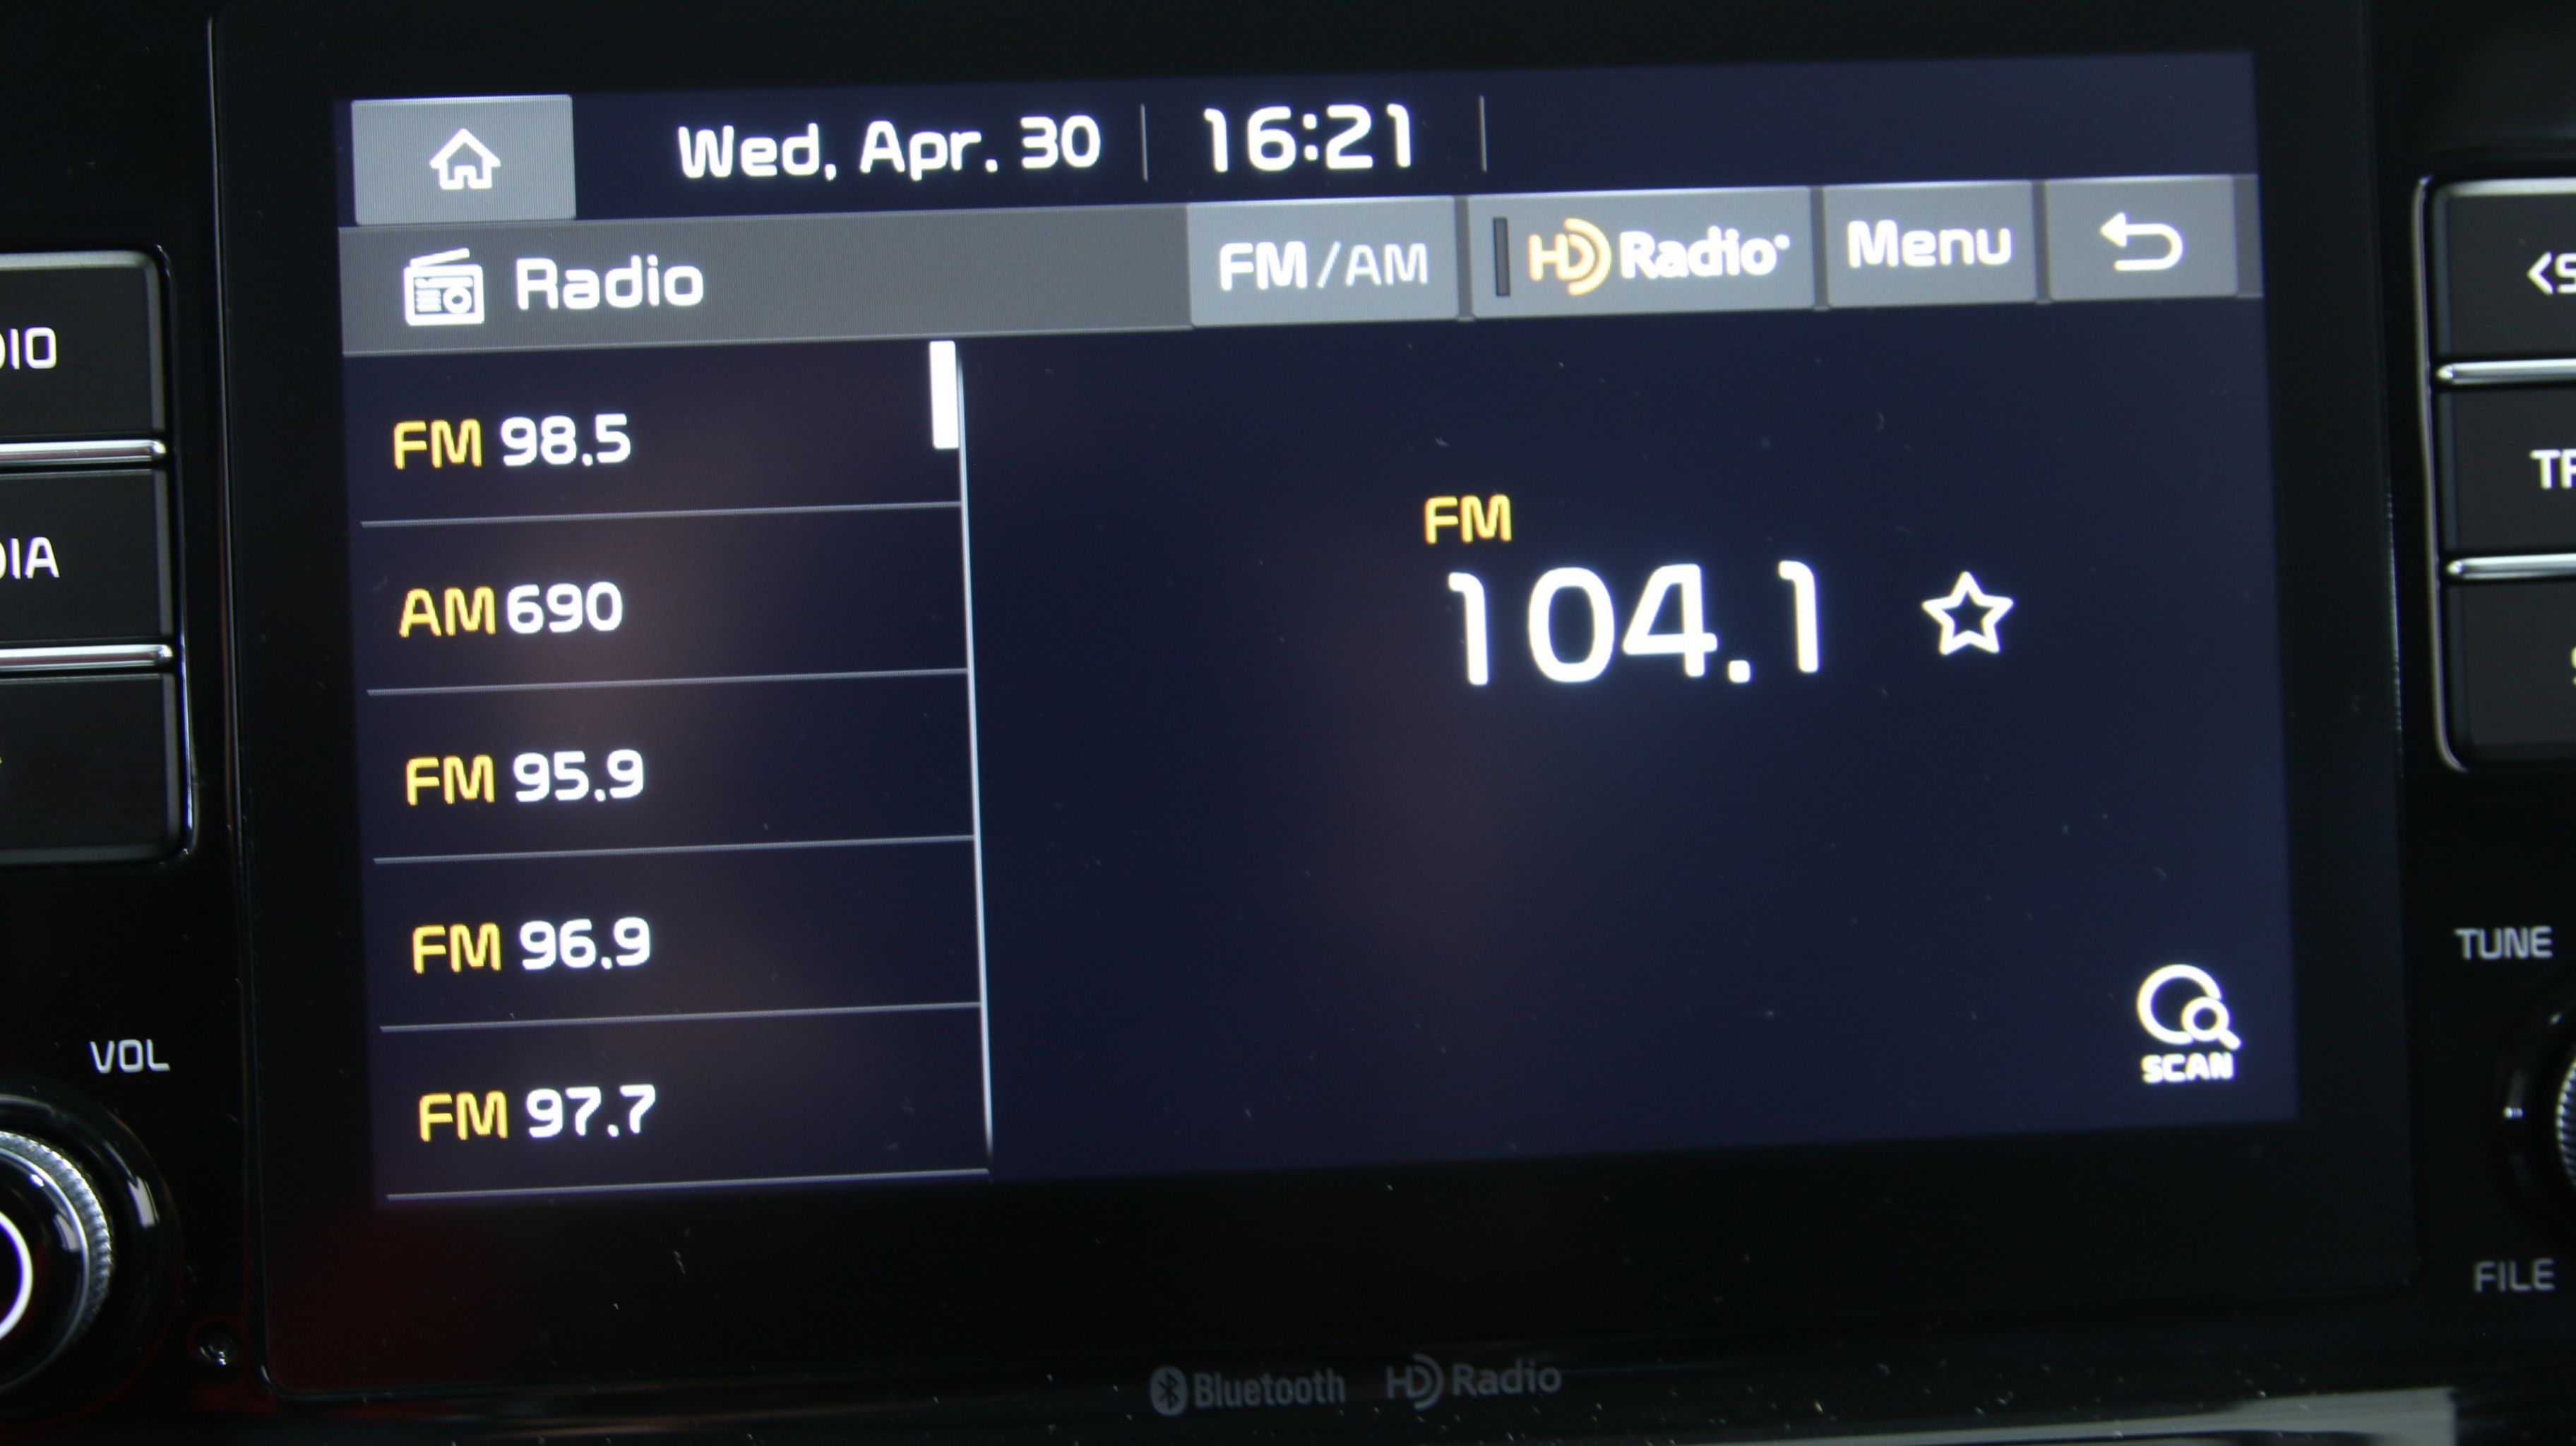 Wed, Apr. 30 16:21
Radio FM/AM HD Radio Menu
FM 98.5
AM 690
FM 95.9
FM 96.9
FM 97.7
FM
104.1
SCAN
VOL
TUNE
FILE
Bluetooth HD Radio